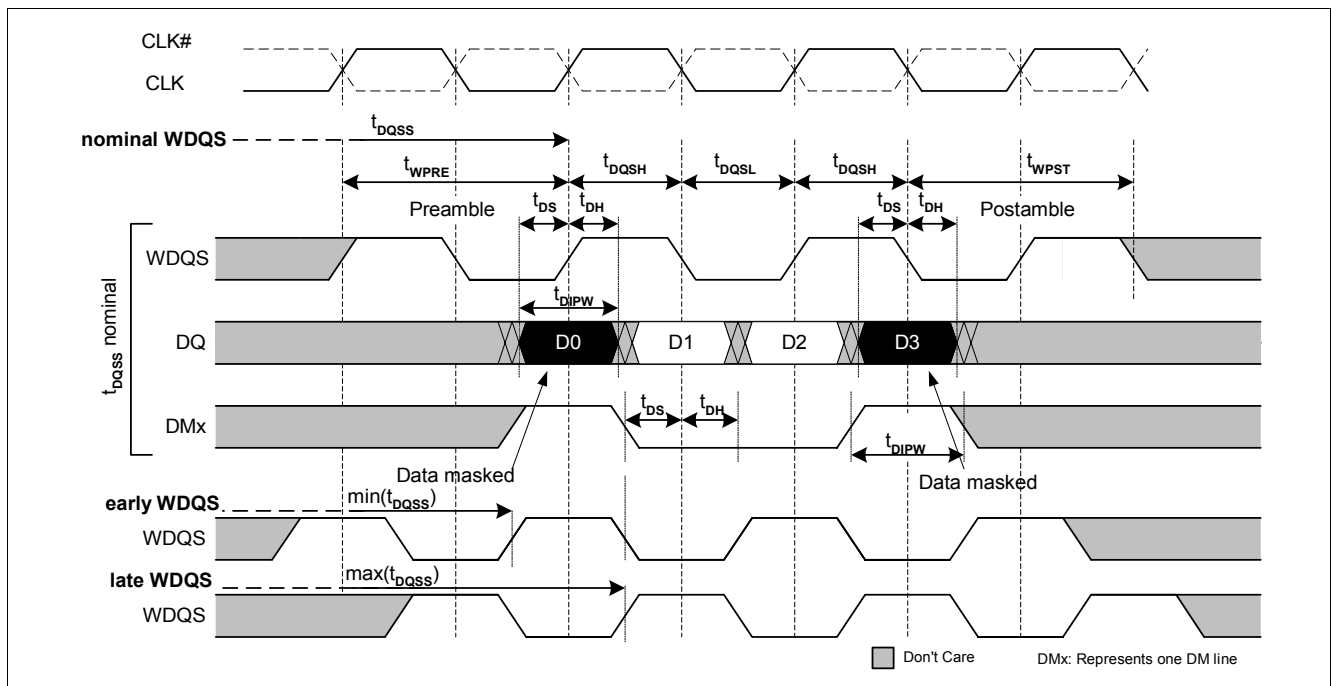 CLK#
CLK
nominal WDQS
tDQSS
tWPRE
tDQSH
tDQSL
tDQSH
tWPST
Preamble
tDS
tDH
tDS
tDH
Postamble
tDQSS nominal
WDQS
tDIPW
DQ
D0
D1
D2
D3
tDS
tDH
DMx
tDIPW
Data masked
Data masked
early WDQS
min(tDQSS)
WDQS
late WDQS
max(tDQSS)
WDQS
Don't Care
DMx: Represents one DM line